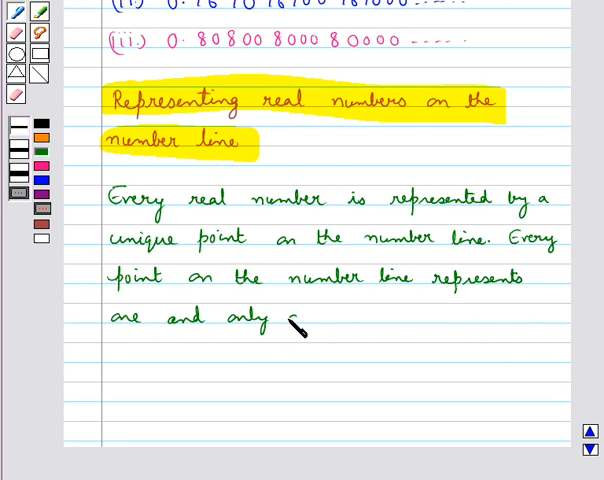 (iii.) 0.80800800080000-----
Representing real numbers on the
number line
Every real number is represented by a
unique point on the number line. Every
point on the number line represents
one and only